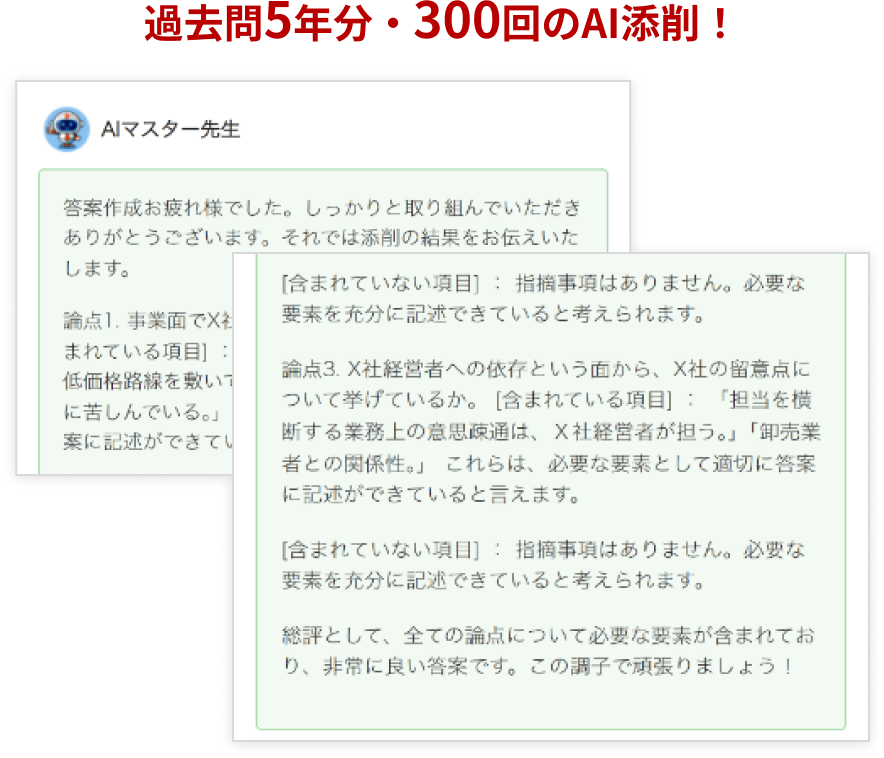 過去問5年分・300回のAI添削！
AIマスター先生
答案作成お疲れ様でした。しっかりと取り組んでいただき
ありがとうございます。それでは添削の結果をお伝えいた
します。
論点1. 事業面でX社
まれている項目] ：
低価格路線を敷いて
に苦しんでいる。」
案に記述ができてい
[含まれていない項目] ： 指摘事項はありません。必要な
要素を充分に記述できていると考えられます。
論点3. X社経営者への依存という面から、X社の留意点に
ついて挙げているか。 [含まれている項目] ： 「担当を横
断する業務上の意思疎通は、Ｘ社経営者が担う。」「卸売業
者との関係性。」 これらは、必要な要素として適切に答案
に記述ができていると言えます。
[含まれていない項目] ： 指摘事項はありません。必要な
要素を充分に記述できていると考えられます。
総評として、全ての論点について必要な要素が含まれてお
り、非常に良い答案です。この調子で頑張りましょう！